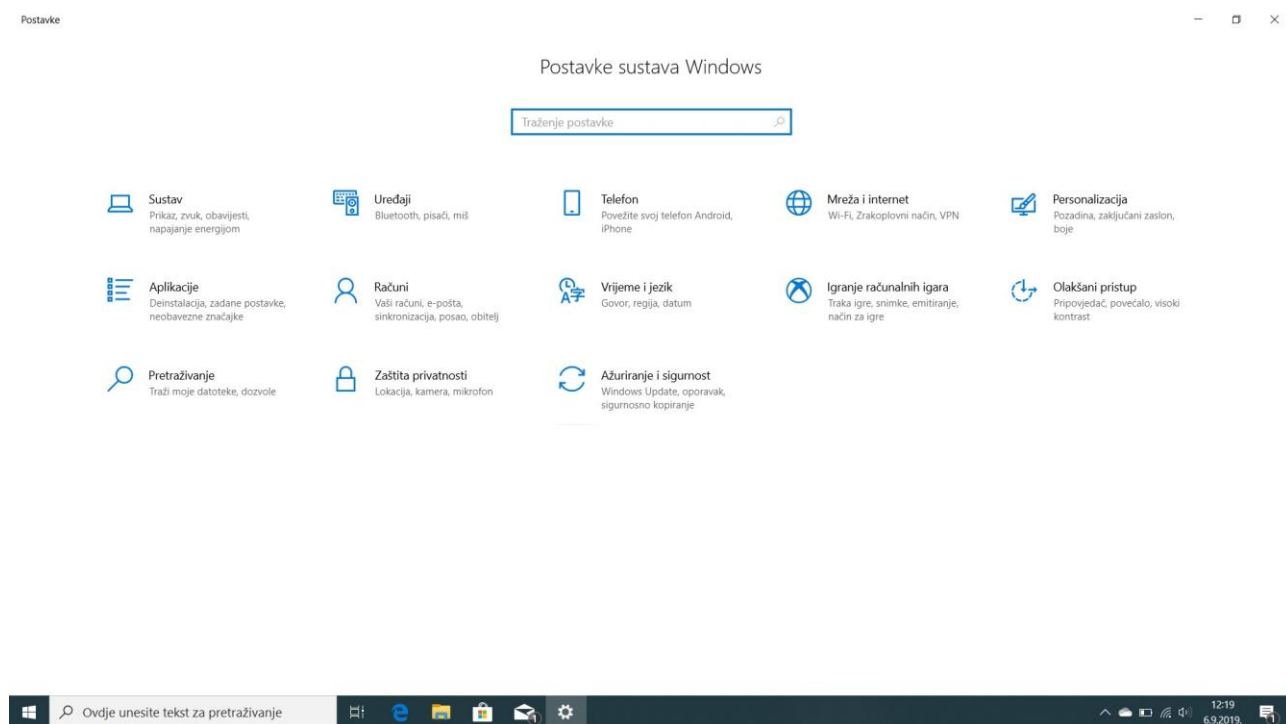 Postavke
Postavke sustava Windows
Traženje postavke
Sustav
Prikaz, zvuk, obavijesti,
napajanje energijom
Uređaji
Bluetooth, pisači, miš
Telefon
Povežite svoj telefon Android,
iPhone
Mreža i internet
Wi-Fi, Zrakoplovni način, VPN
Personalizacija
Pozadina, zaključani zaslon,
boje
Aplikacije
Deinstalacija, zadane postavke,
neobavezne značajke
Računi
Vaši računi, e-pošta,
sinkronizacija, posao, obitelj
Vrijeme i jezik
Govor, regija, datum
Igranje računalnih igara
Traka igre, snimke, emitiranje,
način za igre
Olakšani pristup
Pripovjedač, povećalo, visoki
kontrast
Pretraživanje
Traži moje datoteke, dozvole
Zaštita privatnosti
Lokacija, kamera, mikrofon
Ažuriranje i sigurnost
Windows Update, oporavak,
sigurnosno kopiranje
Ovdje unesite tekst za pretraživanje
12:19
6.9.2019.